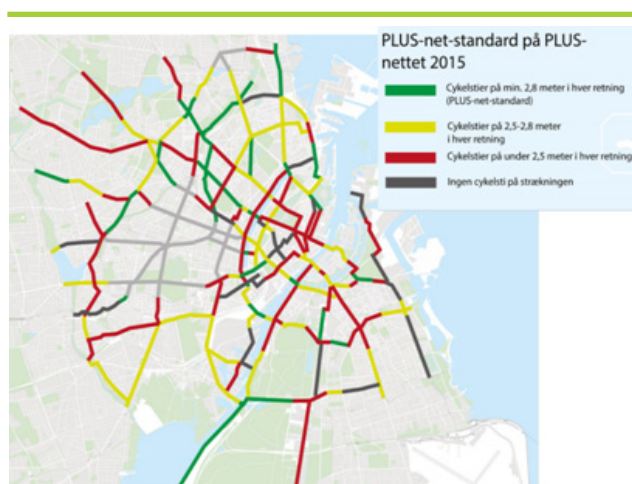 PLUS-net-standard på PLUS-
nettet 2015
Cykelstier på min. 2,8 meter i hver retning
(PLUS-net-standard)
Cykelstier på 2,5-2,8 meter
i hver retning
Cykelstier på under 2,5 meter i hver retning
Ingen cykelsti på strækningen